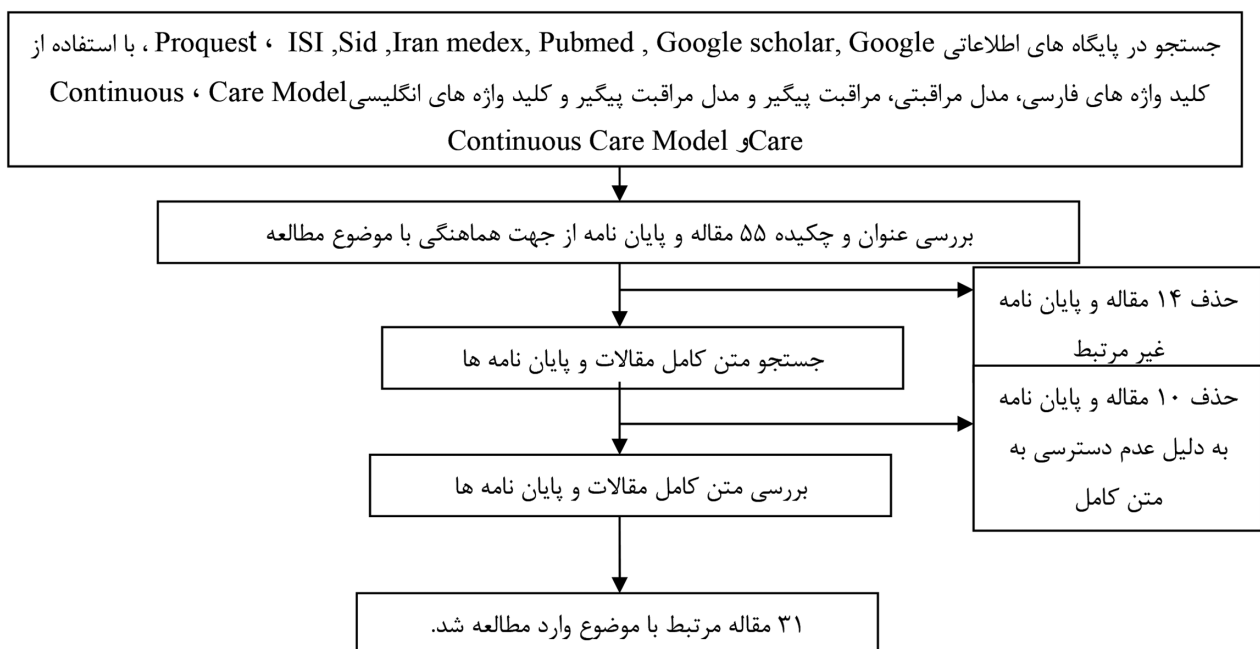 جستجو در پایگاه های اطلاعاتی Proquest ، ISI ,Sid ,Iran medex, Pubmed , Google scholar, Google ، با استفاده از
کلید واژه های فارسی، مدل مراقبتی، مراقبت پیگیر و مدل مراقبت پیگیر و کلید واژه های انگلیسی Continuous ، Care Model
Care و Continuous Care Model
بررسی عنوان و چکیده ۵۵ مقاله و پایان نامه از جهت هماهنگی با موضوع مطالعه
حذف ۱۴ مقاله و پایان نامه
غیر مرتبط
جستجو متن کامل مقالات و پایان نامه ها
حذف ۱۰ مقاله و پایان نامه
به دلیل عدم دسترسی به
متن کامل
بررسی متن کامل مقالات و پایان نامه ها
۳۱ مقاله مرتبط با موضوع وارد مطالعه شد.